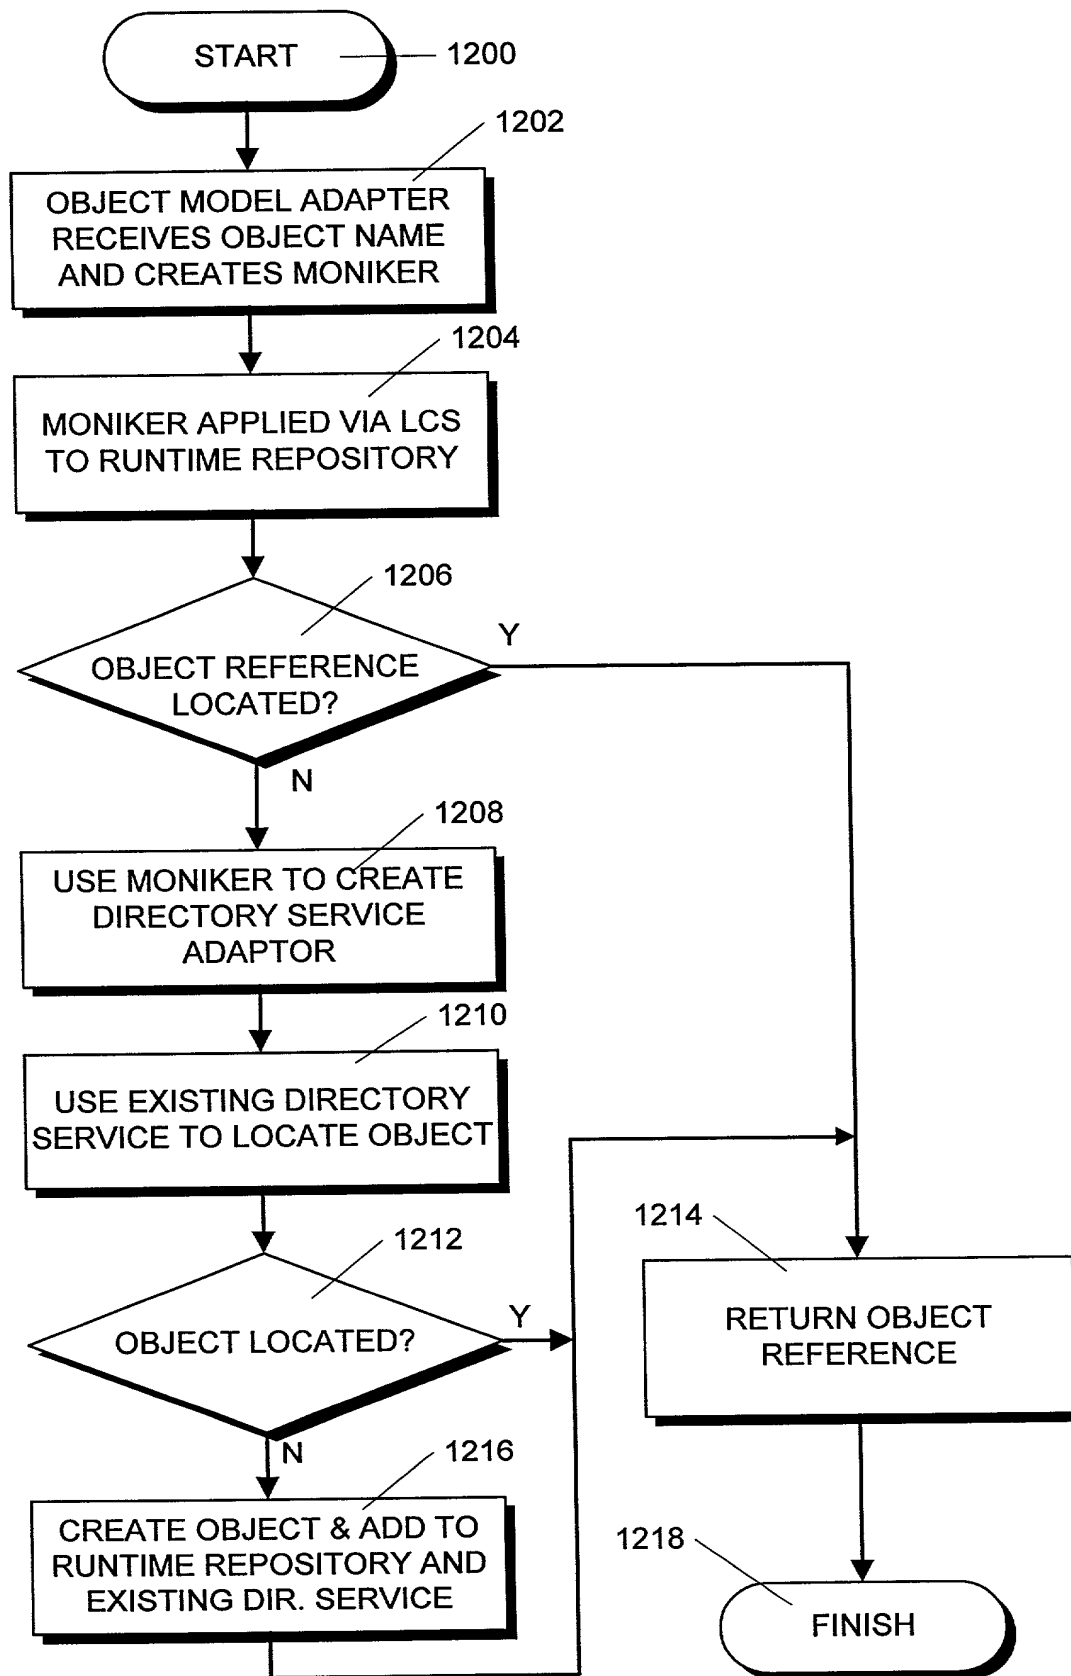 START
1200
1202
OBJECT MODEL ADAPTER
RECEIVES OBJECT NAME
AND CREATES MONIKER
1204
MONIKER APPLIED VIA LCS
TO RUNTIME REPOSITORY
1206
Y
OBJECT REFERENCE
LOCATED?
N
1208
USE MONIKER TO CREATE
DIRECTORY SERVICE
ADAPTOR
1210
USE EXISTING DIRECTORY
SERVICE TO LOCATE OBJECT
1212
Y
OBJECT LOCATED?
N
1214
RETURN OBJECT
REFERENCE
1216
CREATE OBJECT & ADD TO
RUNTIME REPOSITORY AND
EXISTING DIR. SERVICE
1218
FINISH